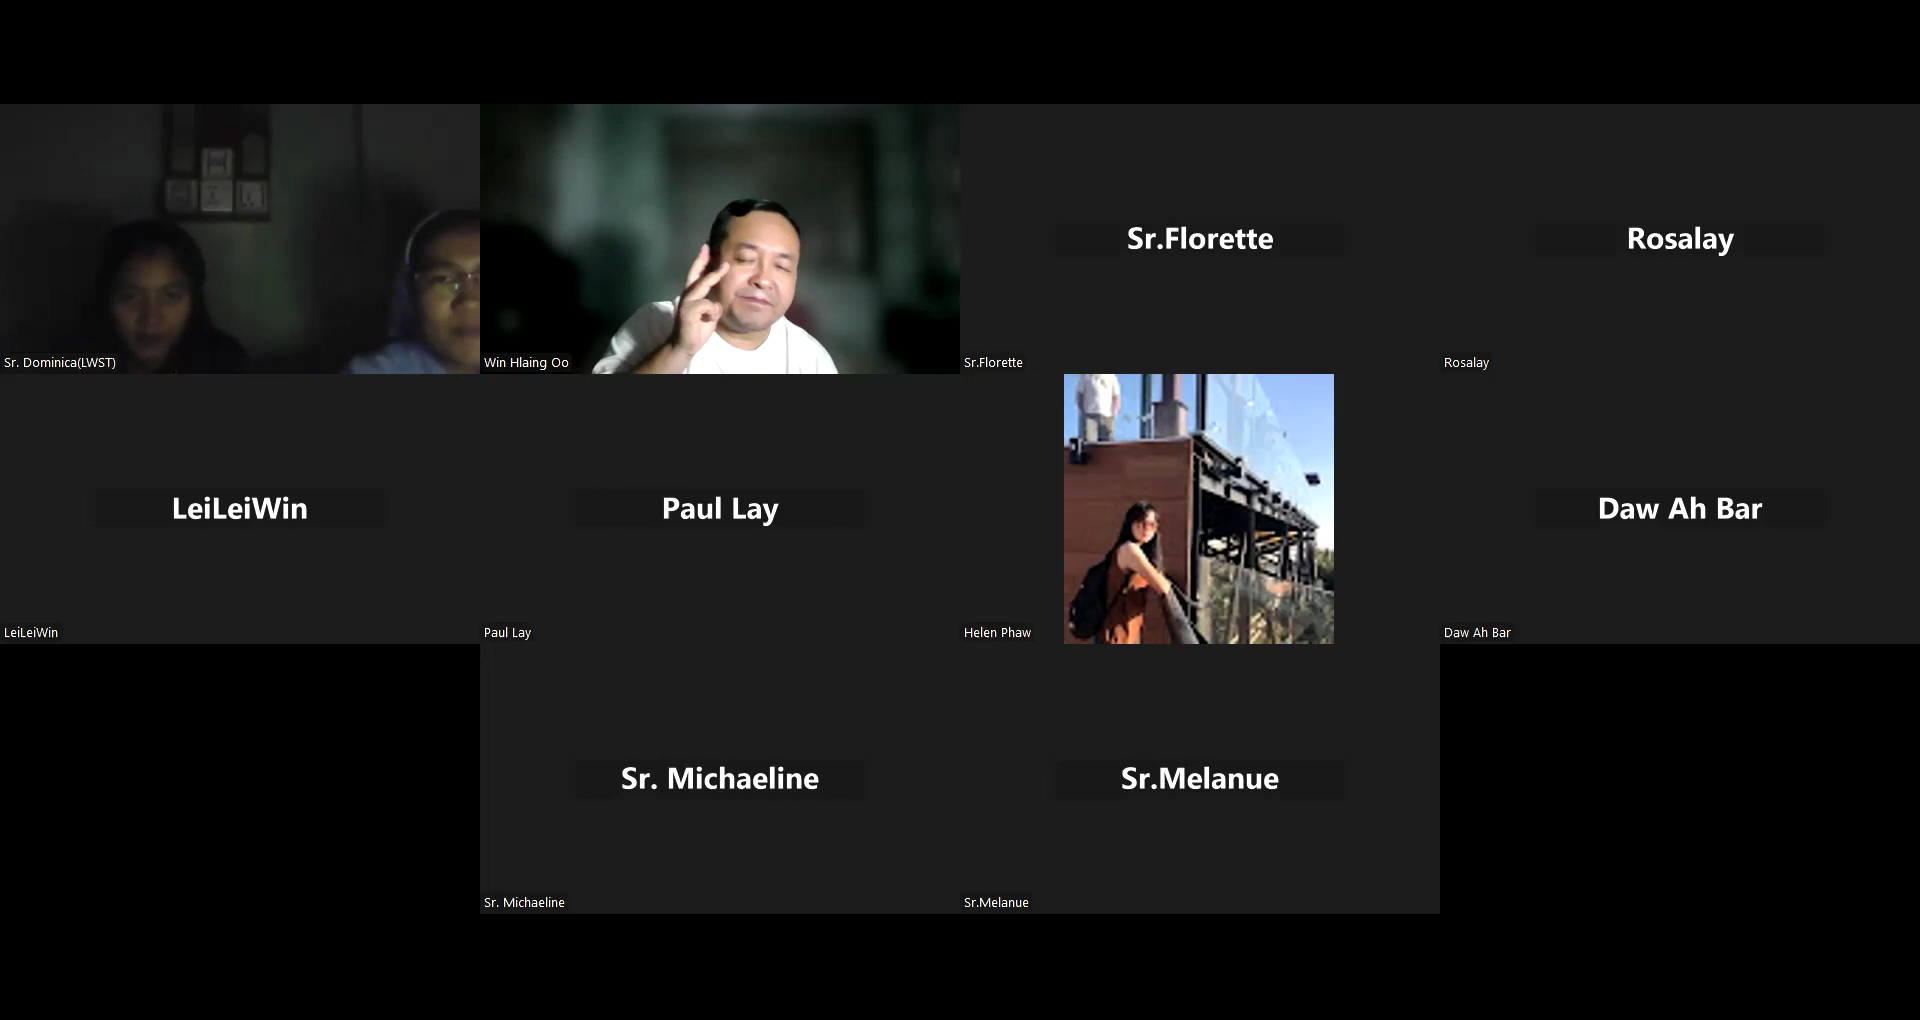 Sr. Dominica(LWST)
Win Hlaing Oo
Sr.Florette
Sr.Florette
Rosalay
Rosalay
LeiLeiWin
LeiLeiWin
Paul Lay
Paul Lay
Helen Phaw
Daw Ah Bar
Daw Ah Bar
Sr. Michaeline
Sr. Michaeline
Sr.Melanue
Sr.Melanue